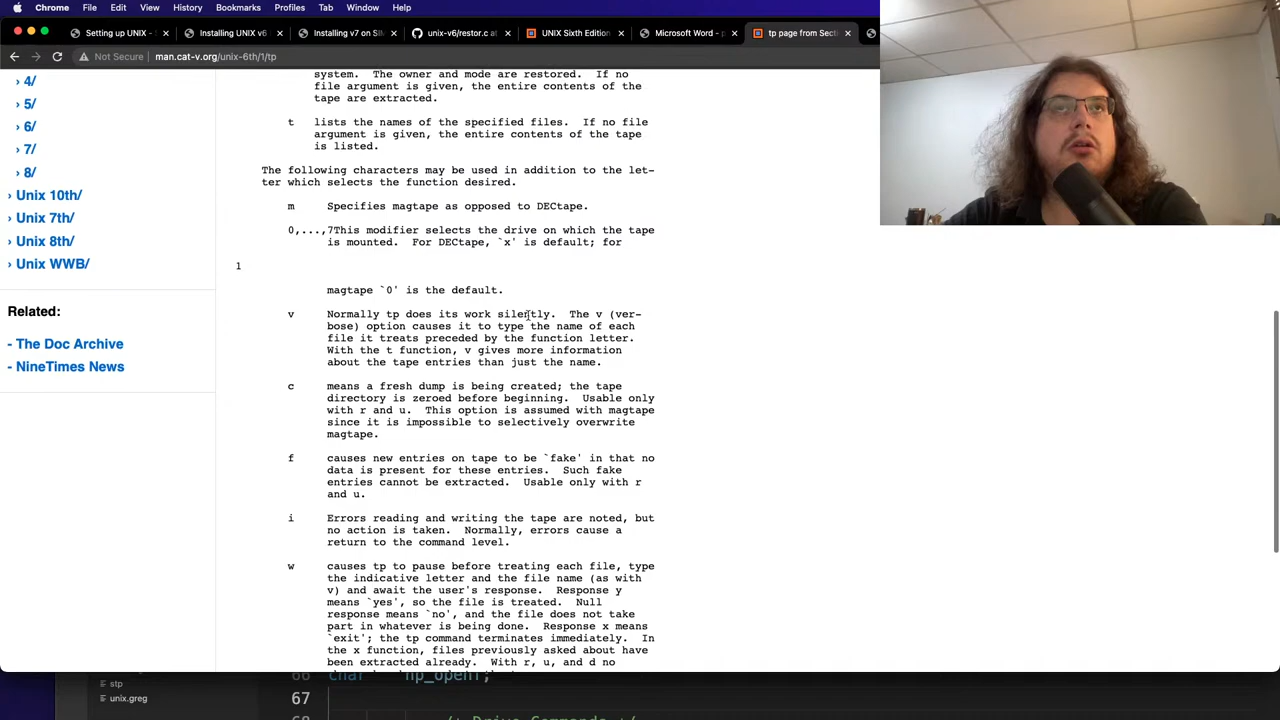 Chrome File Edit View History Bookmarks Profiles Tab Window Help
Setting up UNIX - Installing UNIX v6 Installing v7 on SIM unix-v6/restor.c at UNIX Sixth Edition Microsoft Word - p tp page from Secti
Not Secure man.cat-v.org/unix-6th/1/tp
› 4/
› 5/
› 6/
› 7/
› 8/
› Unix 10th/
› Unix 7th/
› Unix 8th/
› Unix WWB/
Related:
- The Doc Archive
- NineTimes News
system. The owner and mode are restored. If no
file argument is given, the entire contents of the
tape are extracted.
t lists the names of the specified files. If no file
argument is given, the entire contents of the tape
is listed.
The following characters may be used in addition to the let-
ter which selects the function desired.
m Specifies magtape as opposed to DECtape.
0,...,7This modifier selects the drive on which the tape
is mounted. For DECtape, `x' is default; for
1
magtape `0' is the default.
v Normally tp does its work silently. The v (ver-
bose) option causes it to type the name of each
file it treats preceded by the function letter.
With the t function, v gives more information
about the tape entries than just the name.
c means a fresh dump is being created; the tape
directory is zeroed before beginning. Usable only
with r and u. This option is assumed with magtape
since it is impossible to selectively overwrite
magtape.
f causes new entries on tape to be `fake' in that no
data is present for these entries. Such fake
entries cannot be extracted. Usable only with r
and u.
i Errors reading and writing the tape are noted, but
no action is taken. Normally, errors cause a
return to the command level.
w causes tp to pause before treating each file, type
the indicative letter and the file name (as with
v) and await the user's response. Response y
means `yes', so the file is treated. Null
response means `no', and the file does not take
part in whatever is being done. Response x means
`exit'; the tp command terminates immediately. In
the x function, files previously asked about have
been extracted already. With r, u, and d no
stp
unix.greg
66 char
67